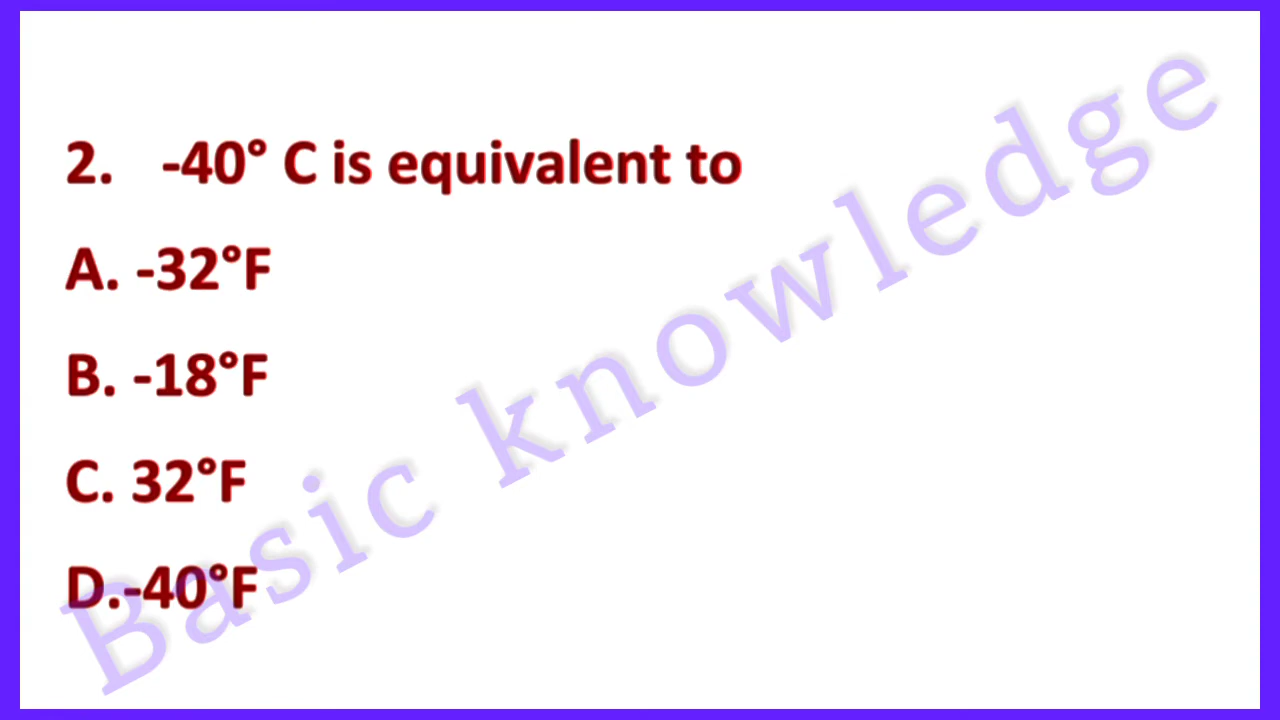 2. -40° C is equivalent to
A. -32°F
B. -18°F
C. 32°F
D.-40°F
Basic knowledge